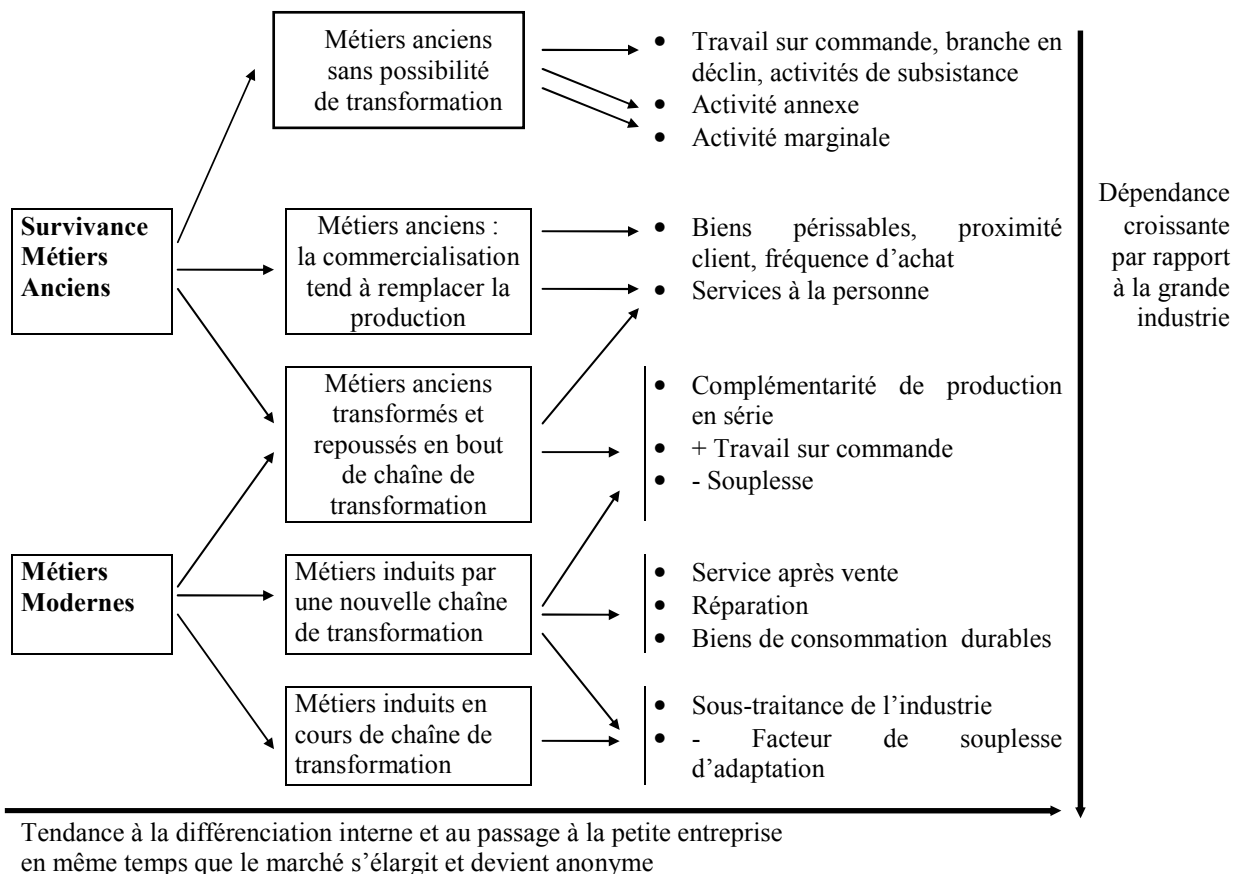 Métiers anciens
sans possibilité
de transformation
• Travail sur commande, branche en
déclin, activités de subsistance
• Activité annexe
• Activité marginale
Survivance
Métiers
Anciens
Métiers anciens :
la commercialisation
tend à remplacer la
production
• Biens périssables, proximité
client, fréquence d’achat
• Services à la personne
Dépendance
croissante
par rapport
à la grande
industrie
Métiers anciens
transformés et
repoussés en bout
de chaîne de
transformation
• Complémentarité de production
en série
• + Travail sur commande
• - Souplesse
Métiers
Modernes
Métiers induits par
une nouvelle chaîne
de transformation
• Service après vente
• Réparation
• Biens de consommation durables
Métiers induits en
cours de chaîne de
transformation
• Sous-traitance de l’industrie
• - Facteur de souplesse
d’adaptation
Tendance à la différenciation interne et au passage à la petite entreprise
en même temps que le marché s’élargit et devient anonyme